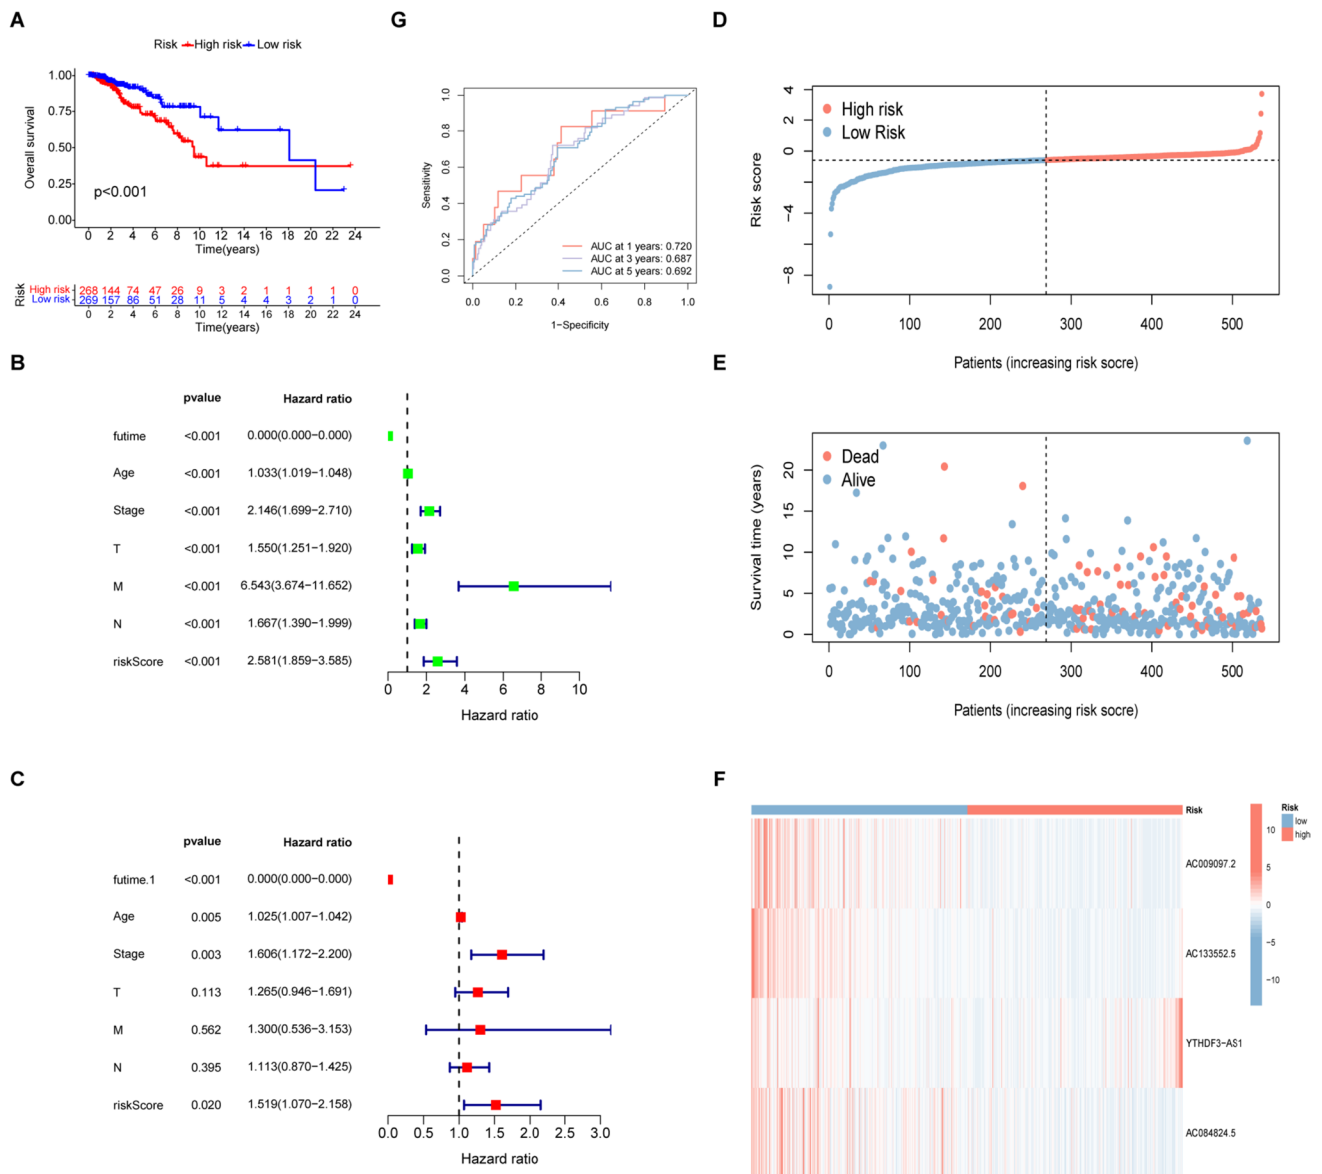 A
Risk High risk Low risk
Overall survival
1.00
0.75
0.50
0.25
0.00
p<0.001
0 2 4 6 8 10 12 14 16 18 20 22 24
Time(years)
Risk
High risk 268 144 74 47 26 9 3 2 1 1 1 1 0
Low risk 269 157 86 51 28 11 5 4 4 3 2 1 0
0 2 4 6 8 10 12 14 16 18 20 22 24
Time(years)
G
Sensitivity
1.0
0.8
0.6
0.4
0.2
0.0
AUC at 1 years: 0.720
AUC at 3 years: 0.687
AUC at 5 years: 0.692
0.0 0.2 0.4 0.6 0.8 1.0
1−Specificity
D
Risk score
4
2
0
−4
−8
High risk
Low Risk
0 100 200 300 400 500
Patients (increasing risk socre)
B
pvalue Hazard ratio
futime <0.001 0.000(0.000−0.000)
Age <0.001 1.033(1.019−1.048)
Stage <0.001 2.146(1.699−2.710)
T <0.001 1.550(1.251−1.920)
M <0.001 6.543(3.674−11.652)
N <0.001 1.667(1.390−1.999)
riskScore <0.001 2.581(1.859−3.585)
0 2 4 6 8 10
Hazard ratio
E
Survival time (years)
20
15
10
5
0
Dead
Alive
0 100 200 300 400 500
Patients (increasing risk socre)
C
pvalue Hazard ratio
futime.1 <0.001 0.000(0.000−0.000)
Age 0.005 1.025(1.007−1.042)
Stage 0.003 1.606(1.172−2.200)
T 0.113 1.265(0.946−1.691)
M 0.562 1.300(0.536−3.153)
N 0.395 1.113(0.870−1.425)
riskScore 0.020 1.519(1.070−2.158)
0.0 0.5 1.0 1.5 2.0 2.5 3.0
Hazard ratio
F
Risk
AC009097.2
AC133552.5
YTHDF3−AS1
AC084824.5
10
5
0
−5
−10
Risk
low
high